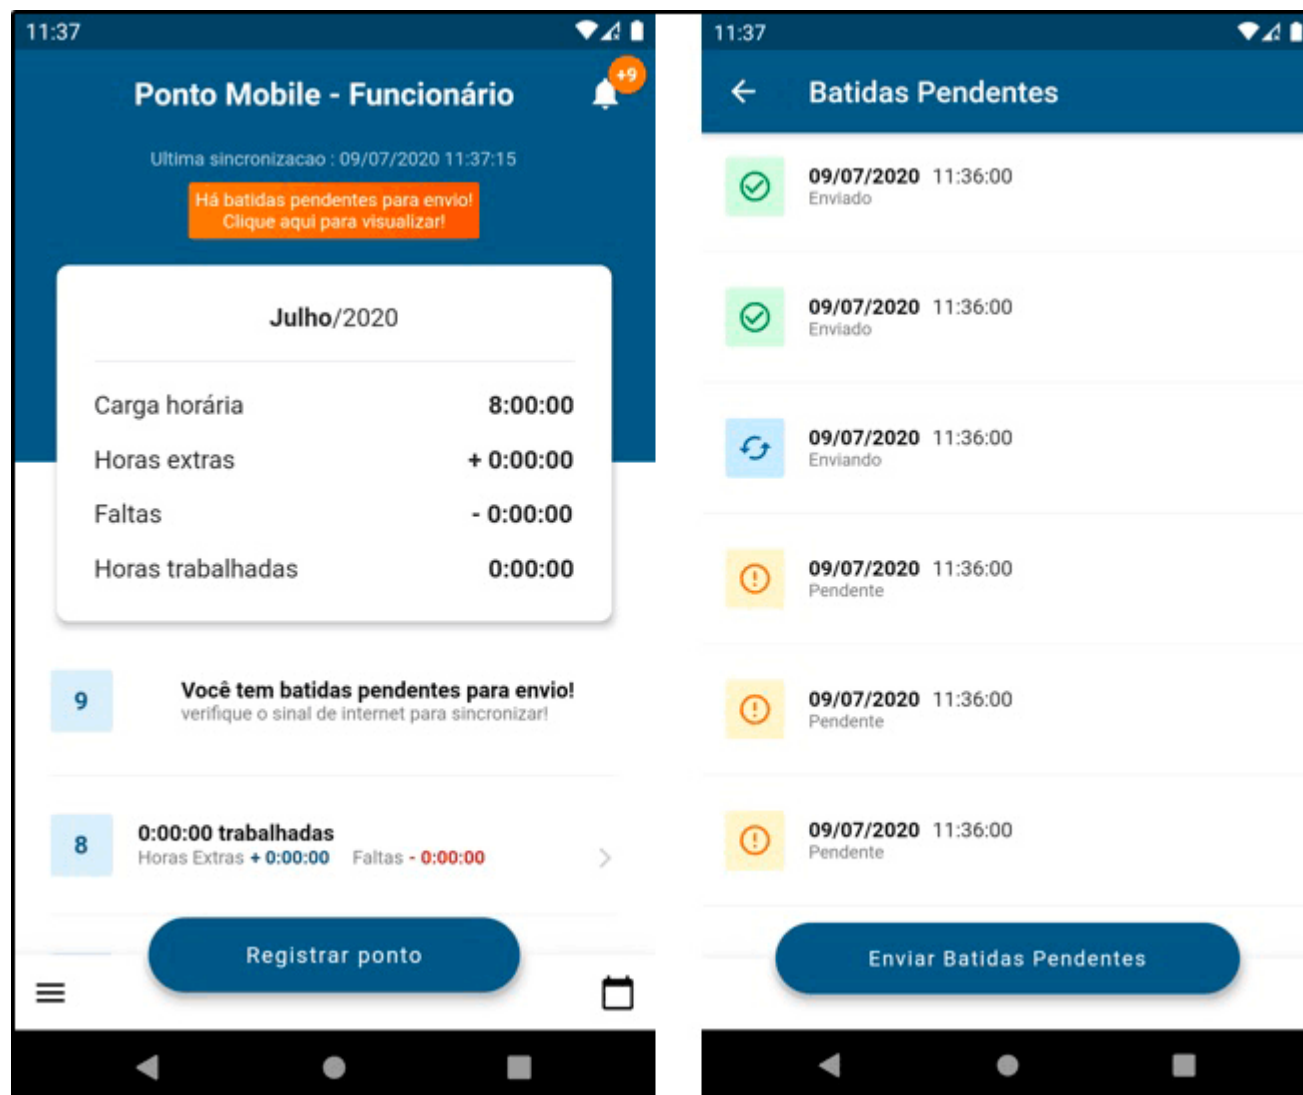 11:37
Ponto Mobile - Funcionário
+9
Ultima sincronizacao : 09/07/2020 11:37:15
Há batidas pendentes para envio!
Clique aqui para visualizar!
Julho/2020
Carga horária 8:00:00
Horas extras + 0:00:00
Faltas - 0:00:00
Horas trabalhadas 0:00:00
9
Você tem batidas pendentes para envio!
verifique o sinal de internet para sincronizar!
8
0:00:00 trabalhadas
Horas Extras + 0:00:00 Faltas - 0:00:00
Registrar ponto
11:37
Batidas Pendentes
09/07/2020 11:36:00
Enviado
09/07/2020 11:36:00
Enviado
09/07/2020 11:36:00
Enviando
09/07/2020 11:36:00
Pendente
09/07/2020 11:36:00
Pendente
09/07/2020 11:36:00
Pendente
Enviar Batidas Pendentes